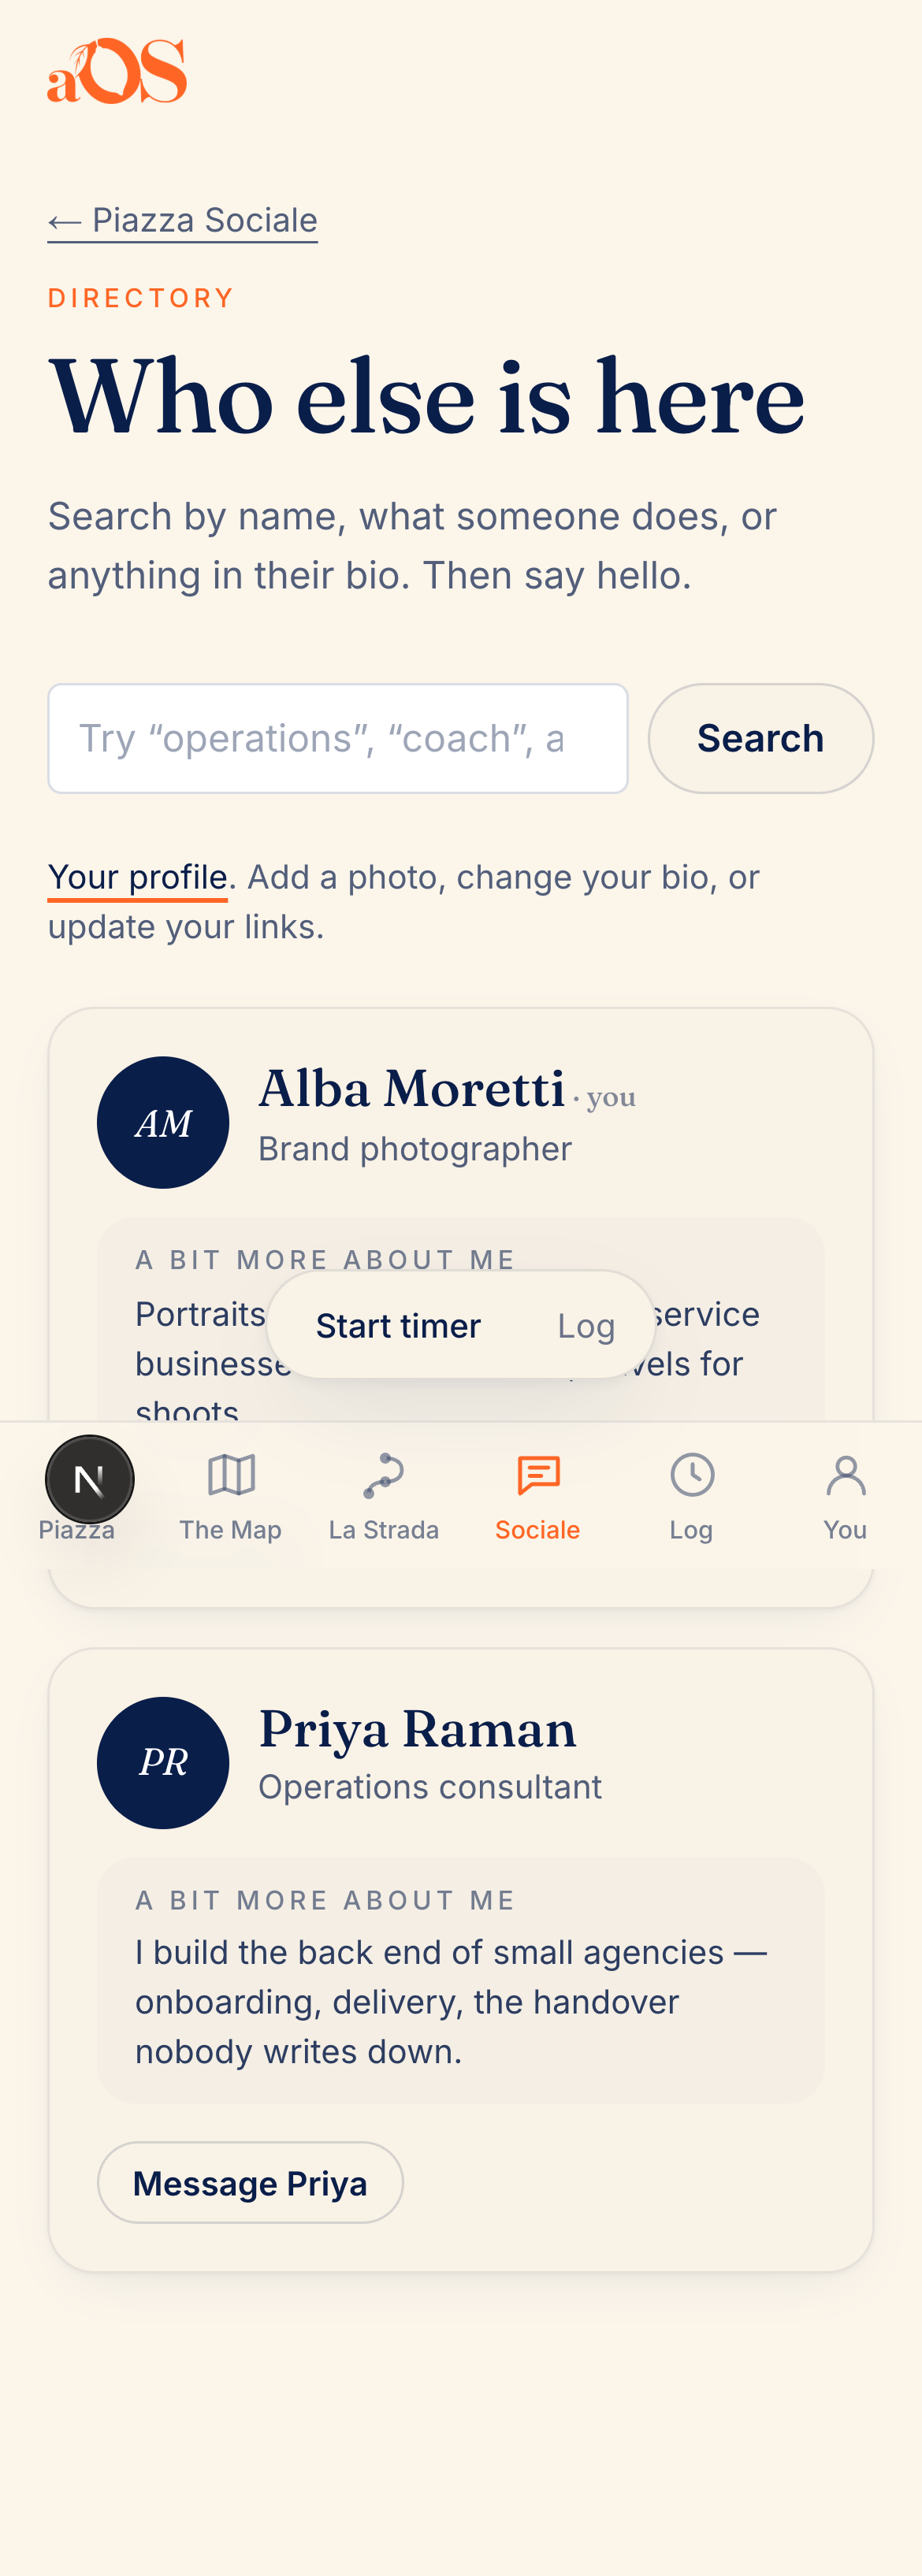 aOS
← Piazza Sociale
DIRECTORY
Who else is here
Search by name, what someone does, or
anything in their bio. Then say hello.
Try “operations”, “coach”, a
Search
Your profile. Add a photo, change your bio, or
update your links.
AM
Alba Moretti · you
Brand photographer
A BIT MORE ABOUT ME
Portraits service
businesse vels for
shoots
Start timer Log
N
Piazza The Map La Strada Sociale Log You
PR
Priya Raman
Operations consultant
A BIT MORE ABOUT ME
I build the back end of small agencies —
onboarding, delivery, the handover
nobody writes down.
Message Priya